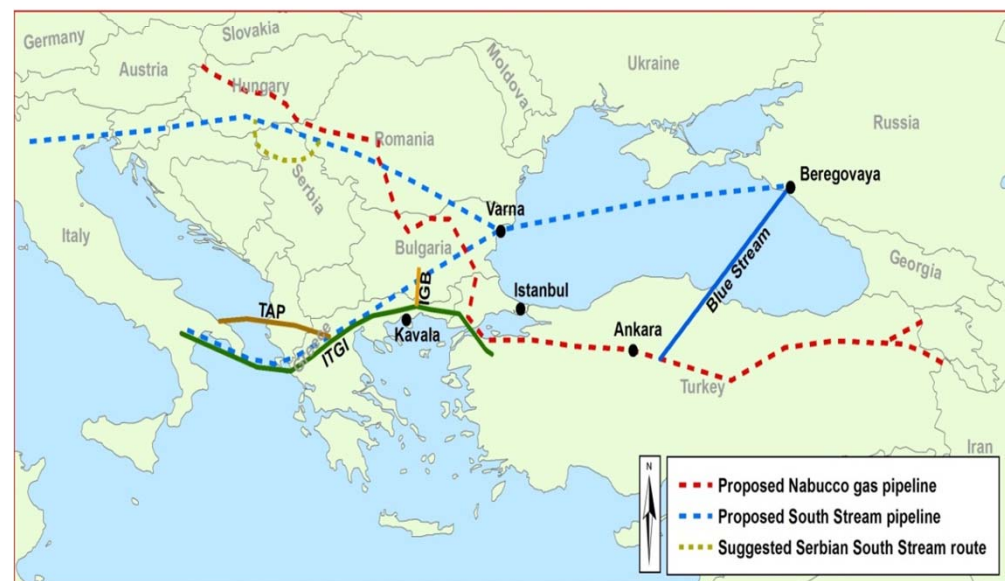 Germany
Slovakia
Austria
Hungary
Moldova
Ukraine
Romania
Russia
Beregovaya
Serbia
Varna
Italy
Bulgaria
Blue Stream
Georgia
IGB
Istanbul
TAP
Kavala
Ankara
ITGI
Turkey
Iran
N
Proposed Nabucco gas pipeline
Proposed South Stream pipeline
Suggested Serbian South Stream route